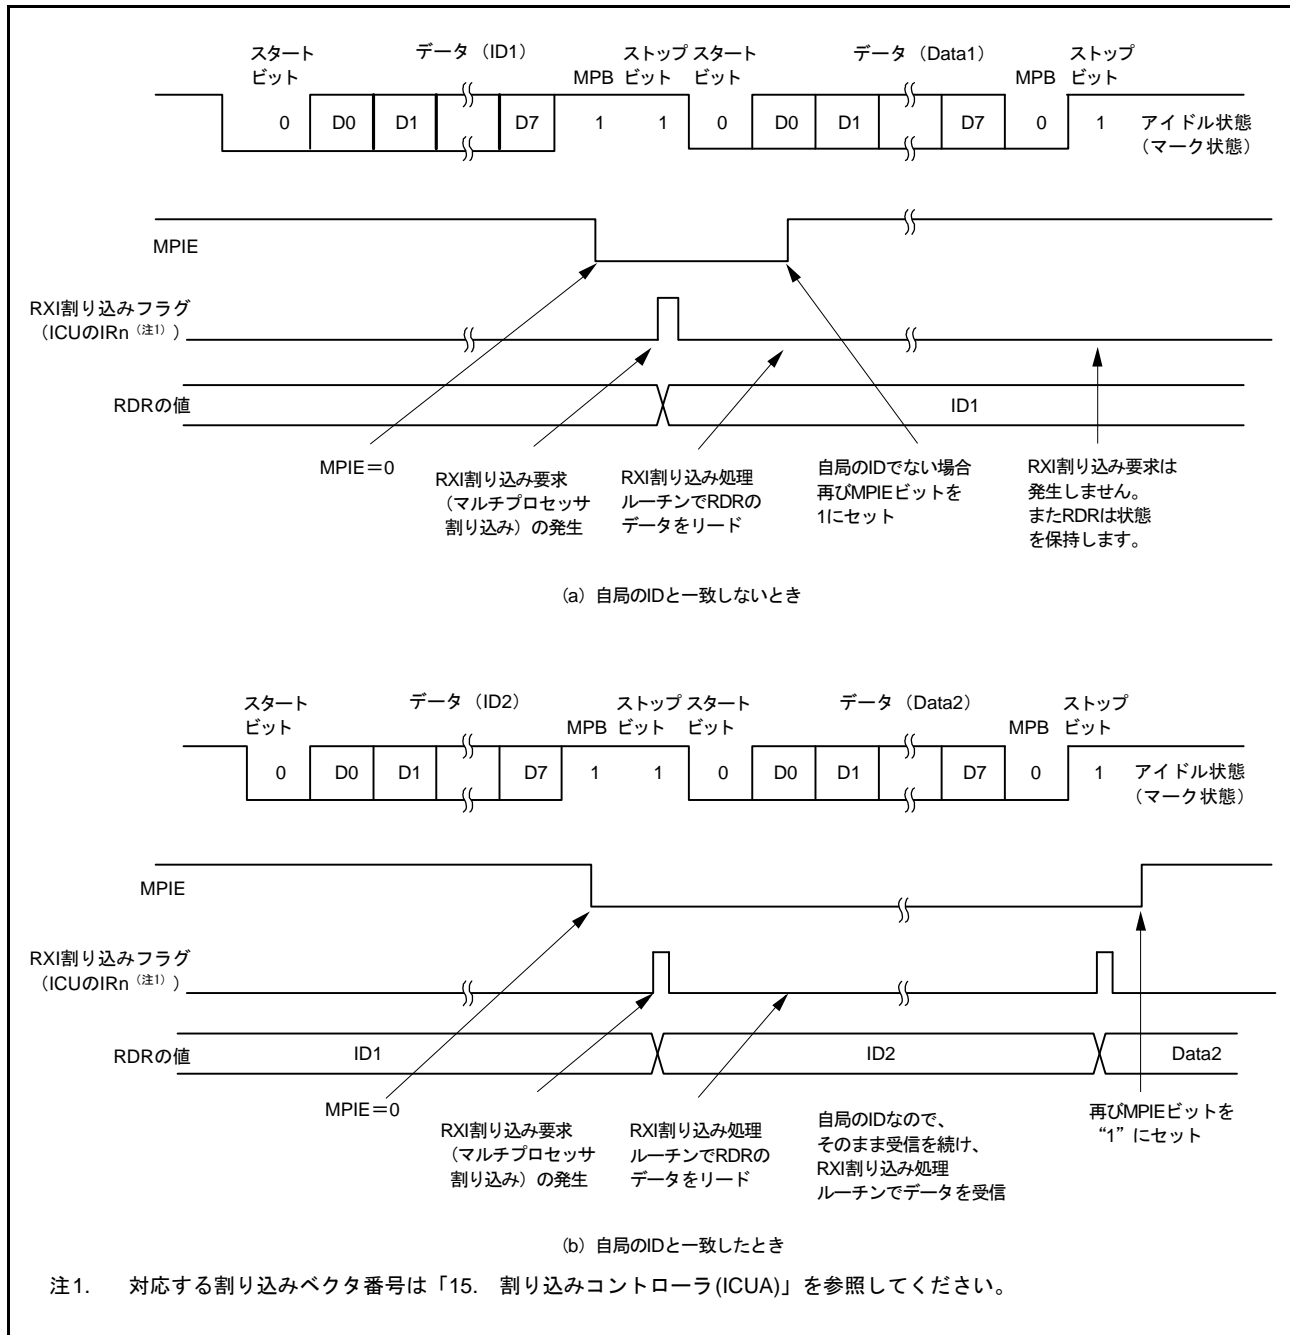 データ（ID1）
データ（Data1）
スタート
ビット
MPB
ストップ
ビット
スタート
ビット
MPB
ストップ
ビット
0 D0 D1 D7 1 1 0 D0 D1 D7 0 1
アイドル状態
（マーク状態）
MPIE
RXI割り込みフラグ
（ICUのIRn（注1））
RDRの値
ID1
MPIE＝0
RXI割り込み要求
（マルチプロセッサ
割り込み）の発生
RXI割り込み処理
ルーチンでRDRの
データをリード
自局のIDでない場合
再びMPIEビットを
1にセット
RXI割り込み要求は
発生しません。
またRDRは状態
を保持します。
（a）自局のIDと一致しないとき
データ（ID2）
データ（Data2）
スタート
ビット
MPB
ストップ
ビット
スタート
ビット
MPB
ストップ
ビット
0 D0 D1 D7 1 1 0 D0 D1 D7 0 1
アイドル状態
（マーク状態）
MPIE
RXI割り込みフラグ
（ICUのIRn（注1））
RDRの値
ID1
ID2
Data2
MPIE＝0
RXI割り込み要求
（マルチプロセッサ
割り込み）の発生
RXI割り込み処理
ルーチンでRDRの
データをリード
自局のIDなので、
そのまま受信を続け、
RXI割り込み処理
ルーチンでデータを受信
再びMPIEビットを
“1”にセット
（b）自局のIDと一致したとき
注1. 対応する割り込みベクタ番号は「15. 割り込みコントローラ(ICUA)」を参照してください。